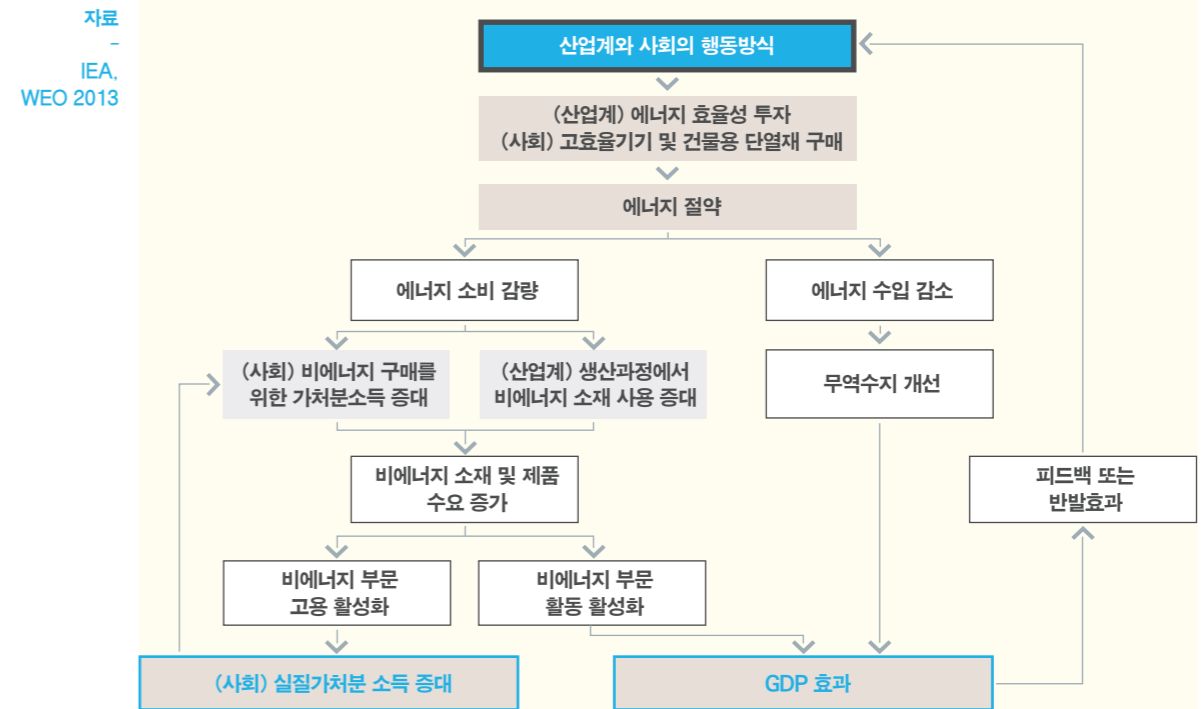 자료
–
IEA,
WEO 2013
산업계와 사회의 행동방식
(산업계) 에너지 효율성 투자
(사회) 고효율기기 및 건물용 단열재 구매
에너지 절약
에너지 소비 감량
에너지 수입 감소
(사회) 비에너지 구매를
위한 가처분소득 증대
(산업계) 생산과정에서
비에너지 소재 사용 증대
무역수지 개선
비에너지 소재 및 제품
수요 증가
피드백 또는
반발효과
비에너지 부문
고용 활성화
비에너지 부문
활동 활성화
(사회) 실질가처분 소득 증대
GDP 효과